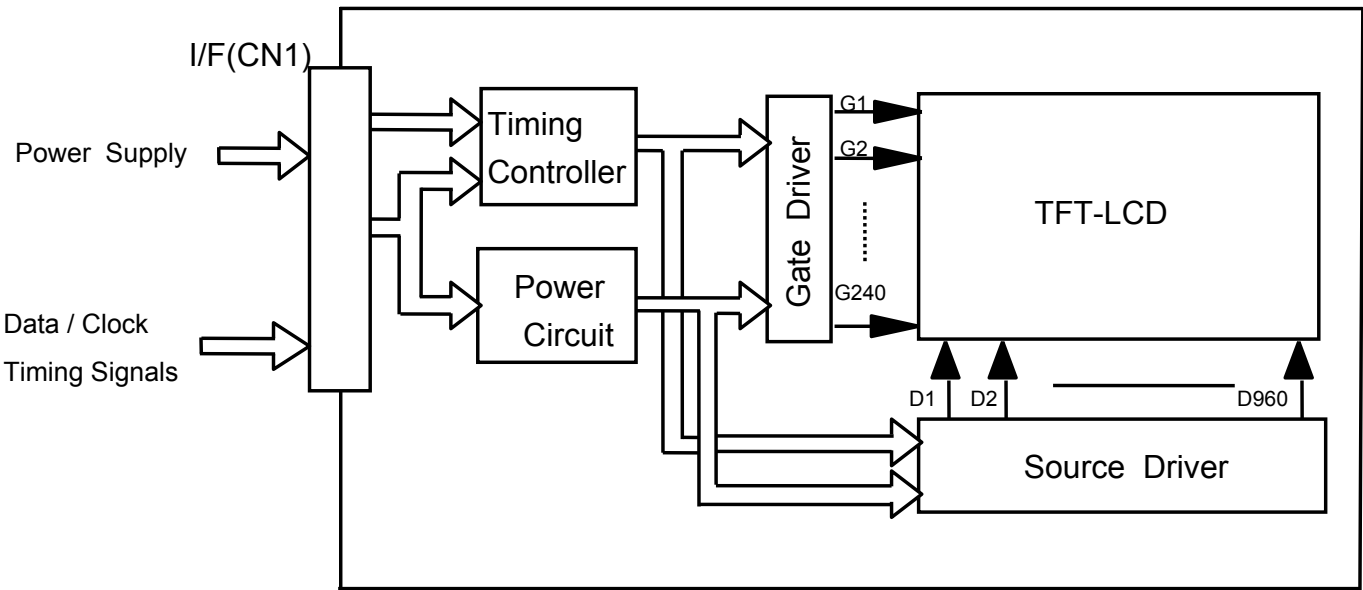 I/F(CN1)
Power Supply
Data / Clock
Timing Signals
Timing
Controller
Power
Circuit
Gate Driver
G1
G2
G240
TFT-LCD
D1
D2
D960
Source Driver